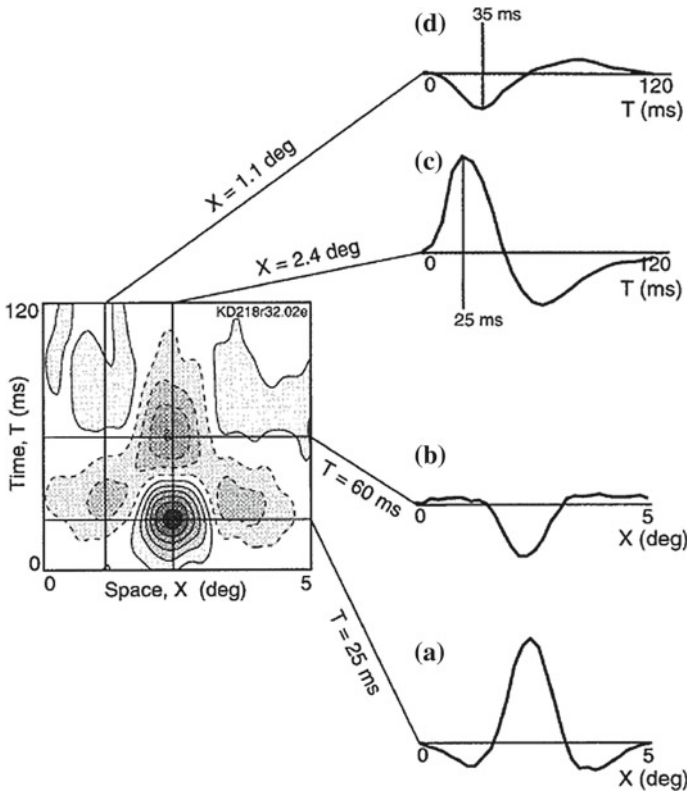 (d)
35 ms
0
120
T (ms)
X = 1.1 deg
(c)
0
120
T (ms)
25 ms
X = 2.4 deg
120
KD218r32.02e
Time, T (ms)
0
0
5
Space, X (deg)
T = 60 ms
(b)
0
5
X (deg)
T = 25 ms
(a)
0
5
X (deg)